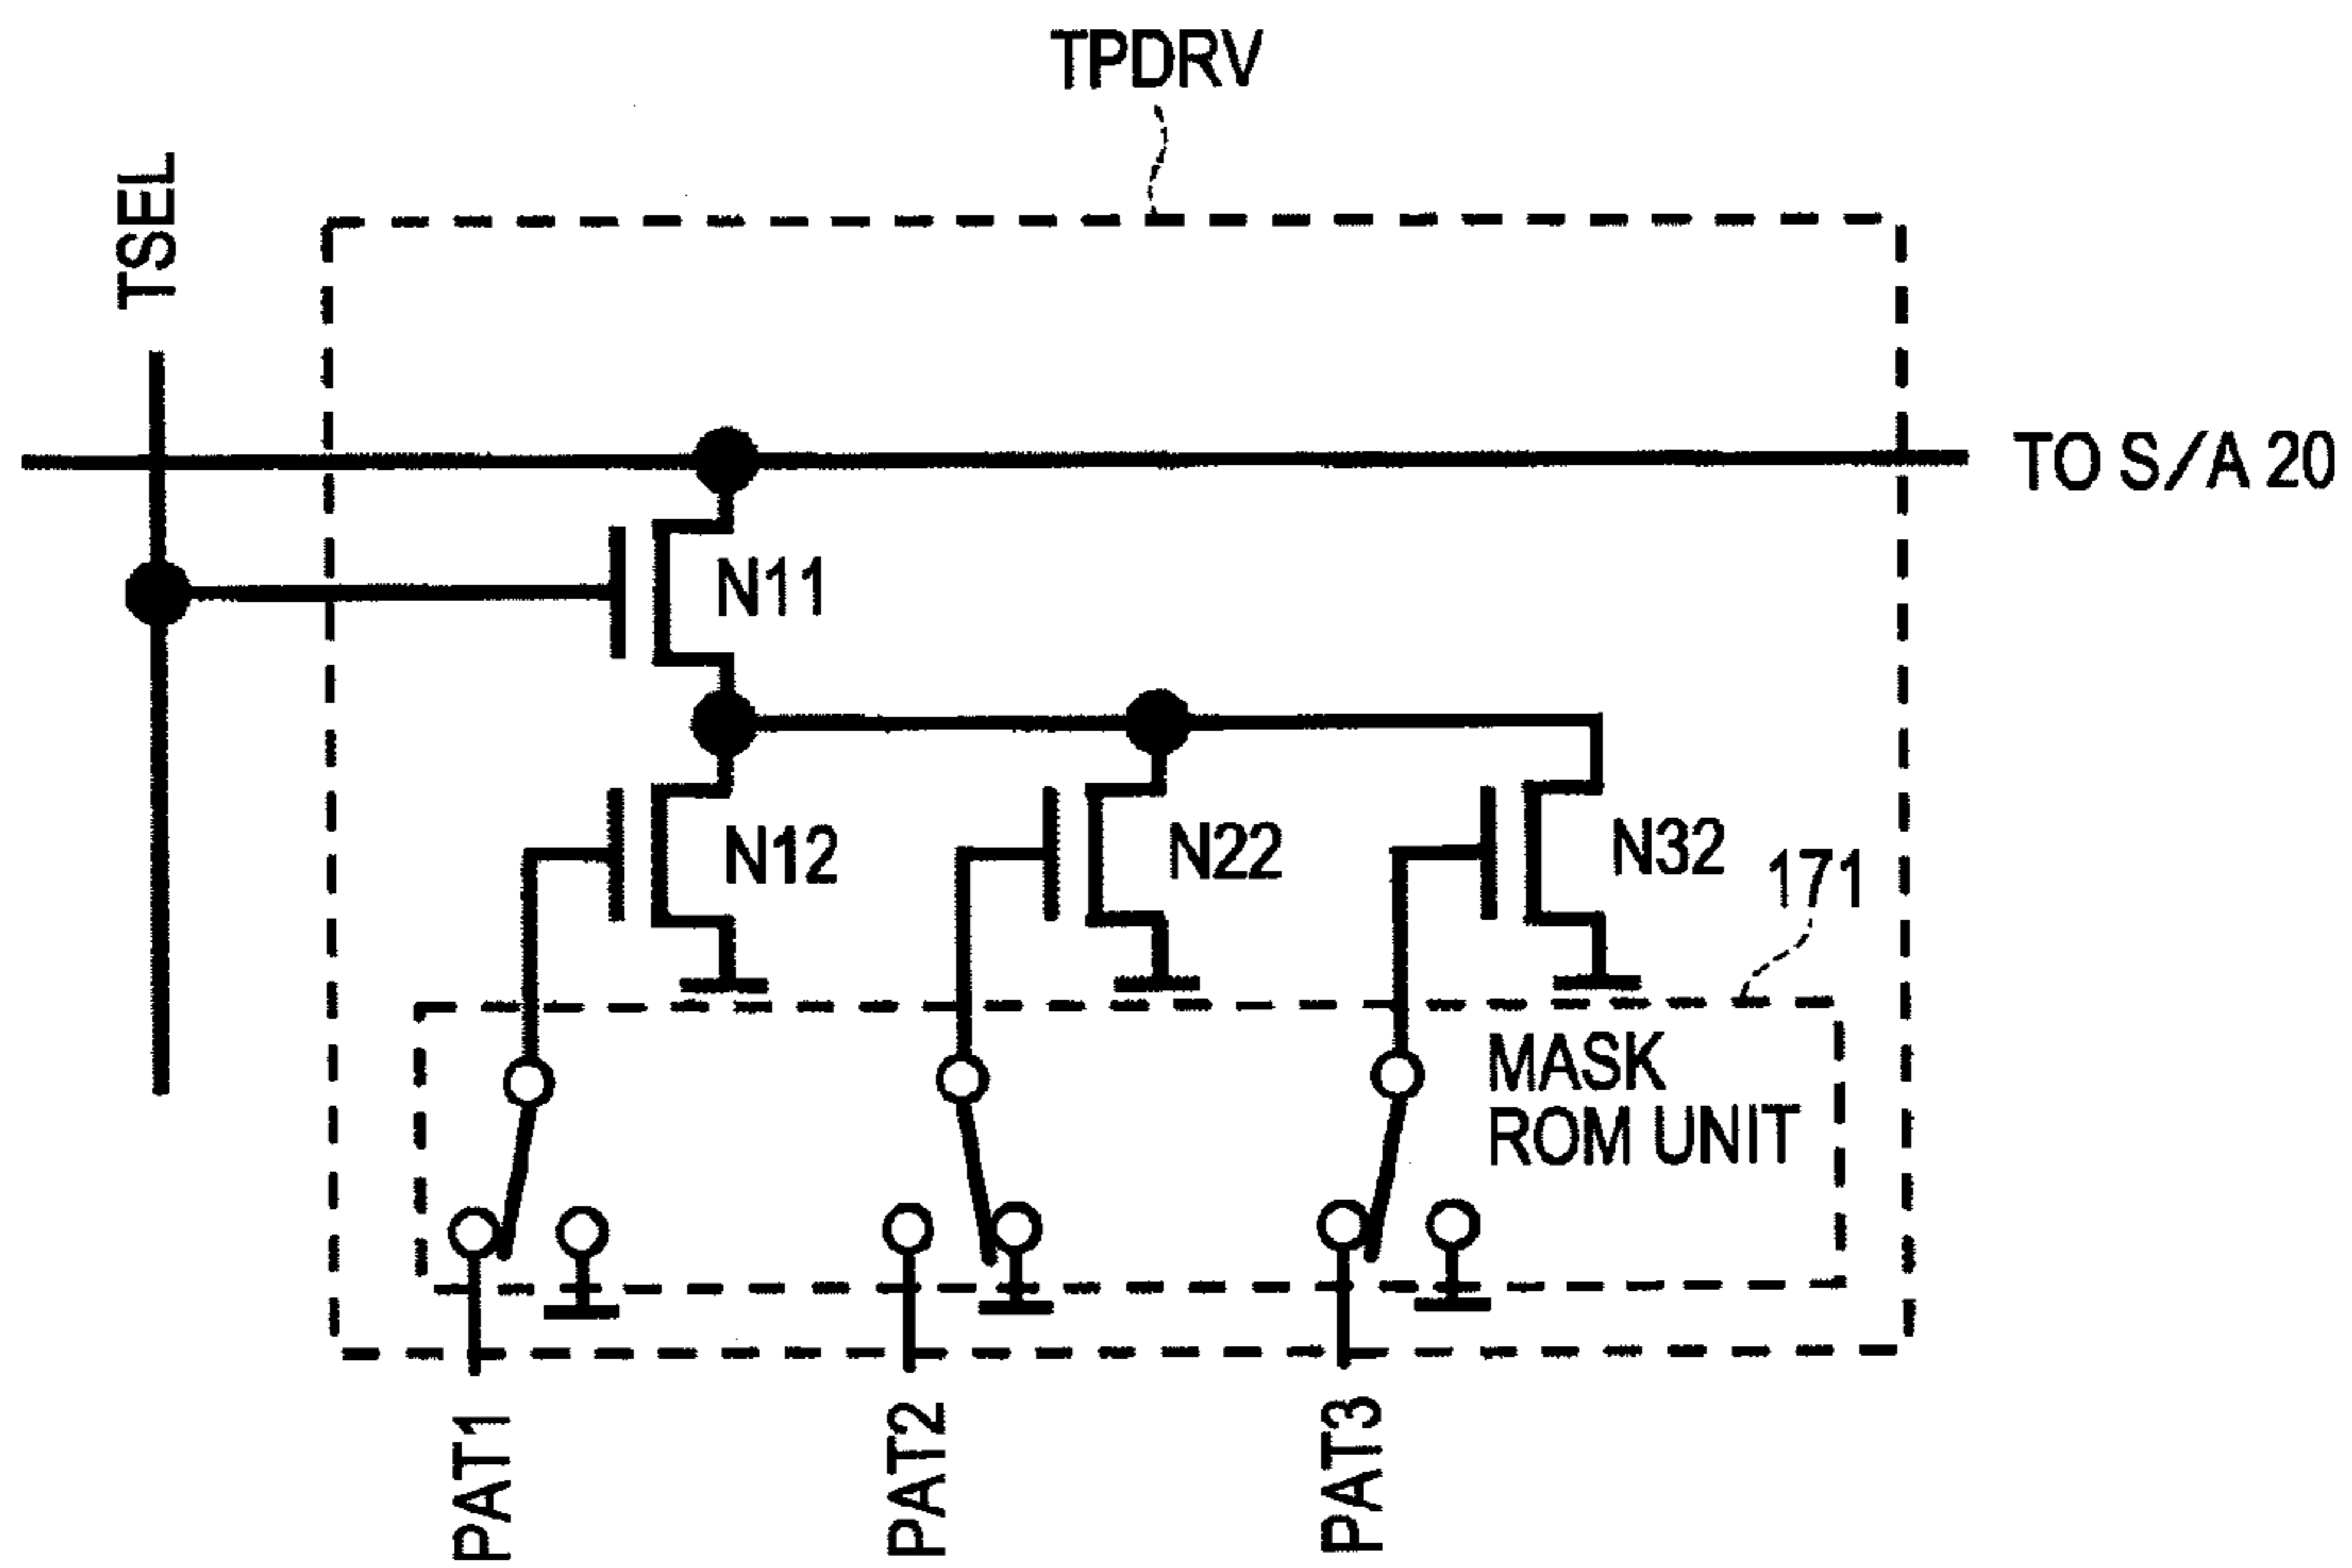 TPDRV
TSEL
TO S/A 20
N11
N12
N22
N32
171
MASK
ROM UNIT
PAT1
PAT2
PAT3